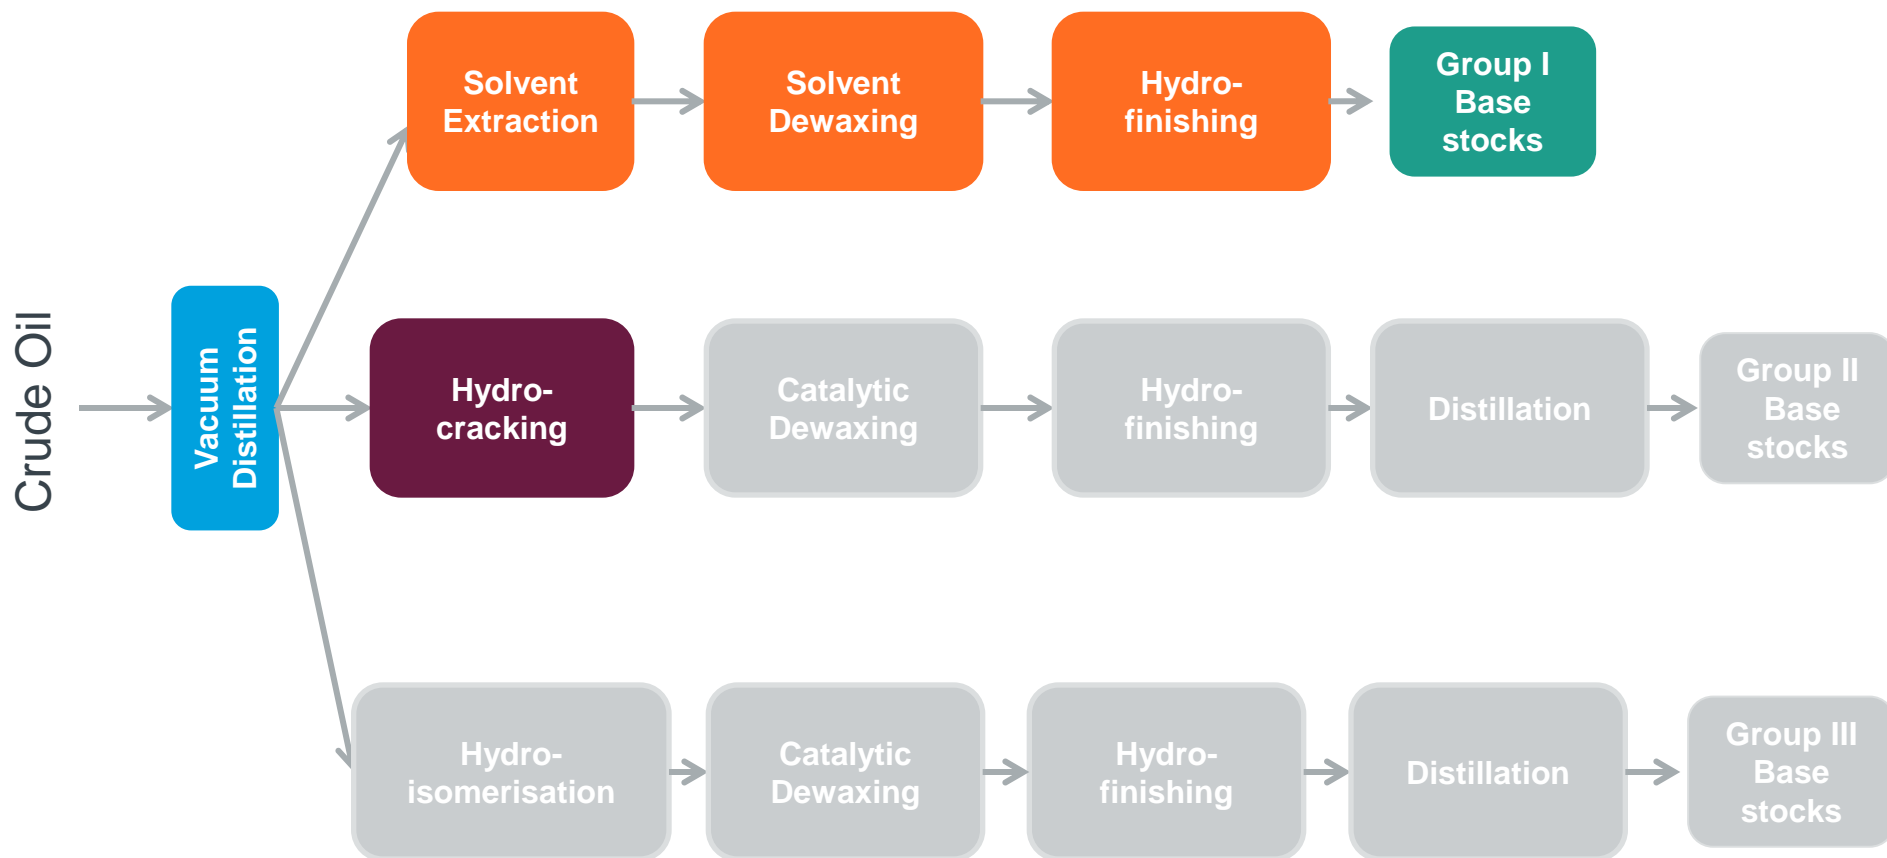 Crude Oil
Vacuum
Distillation
Solvent
Extraction
Solvent
Dewaxing
Hydro-
finishing
Group I
Base
stocks
Hydro-
cracking
Catalytic
Dewaxing
Hydro-
finishing
Distillation
Group II
Base
stocks
Hydro-
isomerisation
Catalytic
Dewaxing
Hydro-
finishing
Distillation
Group III
Base
stocks